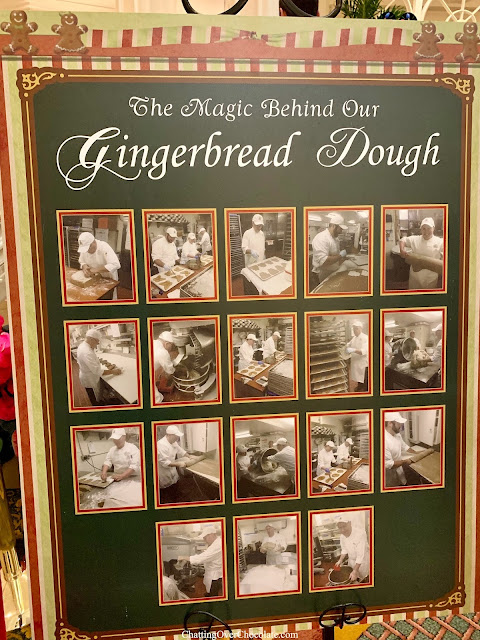 The Magic Behind Our
Gingerbread Dough
ChattingOverChocolate.com